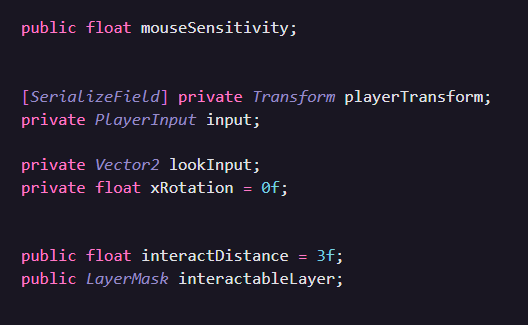 public float mouseSensitivity;
[SerializeField] private Transform playerTransform;
private PlayerInput input;
private Vector2 lookInput;
private float xRotation = 0f;
public float interactDistance = 3f;
public LayerMask interactableLayer;